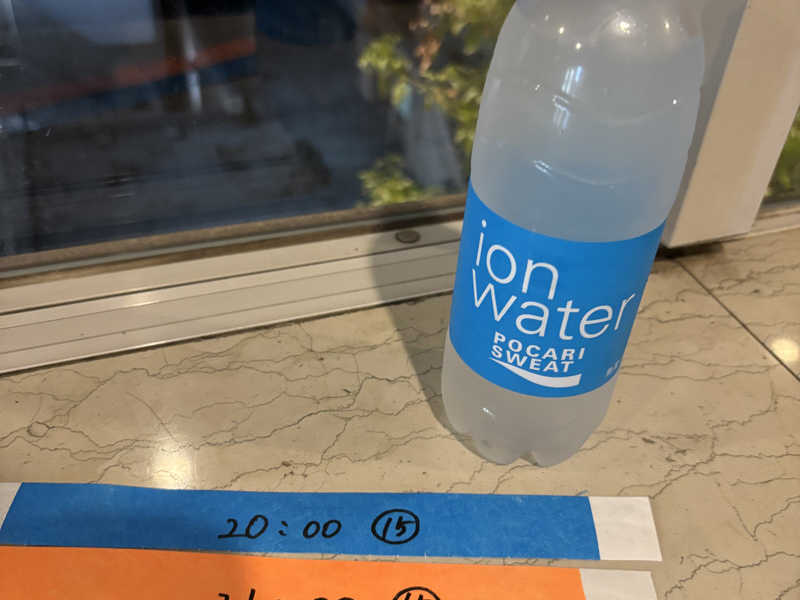 ion
water
POCARI
SWEAT
20:00 ⑮